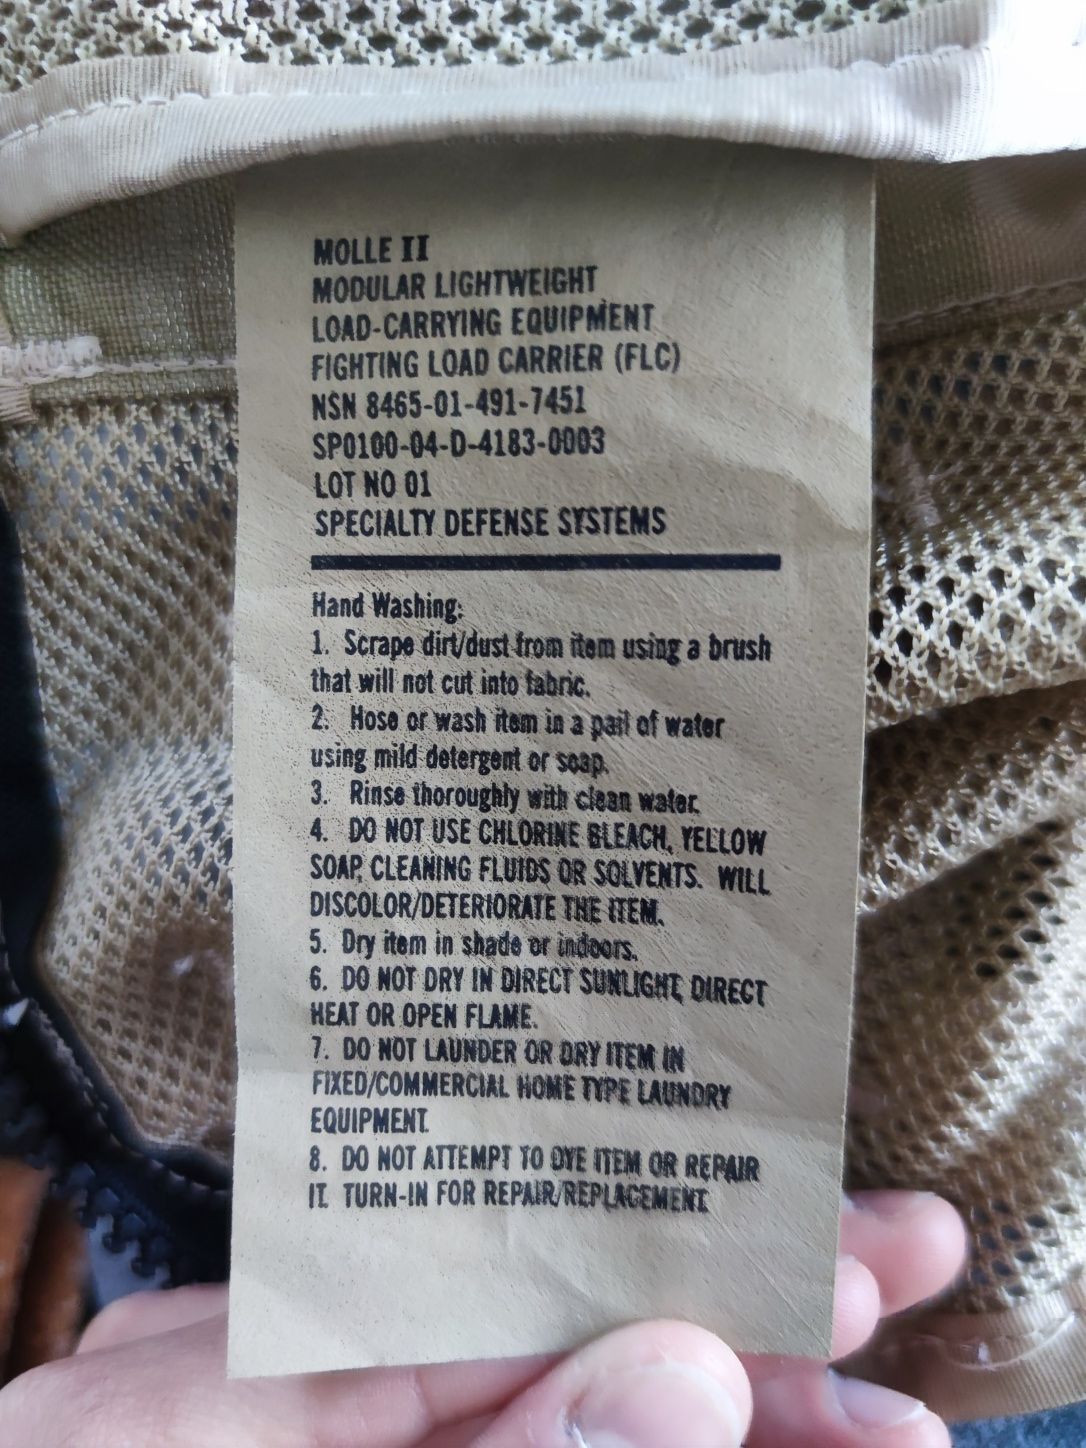 MOLLE II
MODULAR LIGHTWEIGHT
LOAD-CARRYING EQUIPMENT
FIGHTING LOAD CARRIER (FLC)
NSN 8465-01-491-7451
SP0100-04-D-4183-0003
LOT NO 01
SPECIALTY DEFENSE SYSTEMS
Hand Washing:
1. Scrape dirt/dust from item using a brush
that will not cut into fabric.
2. Hose or wash item in a pail of water
using mild detergent or soap.
3. Rinse thoroughly with clean water.
4. DO NOT USE CHLORINE BLEACH, YELLOW
SOAP, CLEANING FLUIDS OR SOLVENTS. WILL
DISCOLOR/DETERIORATE THE ITEM.
5. Dry item in shade or indoors.
6. DO NOT DRY IN DIRECT SUNLIGHT, DIRECT
HEAT OR OPEN FLAME.
7. DO NOT LAUNDER OR DRY ITEM IN
FIXED/COMMERCIAL HOME TYPE LAUNDRY
EQUIPMENT.
8. DO NOT ATTEMPT TO DYE ITEM OR REPAIR
IT. TURN-IN FOR REPAIR/REPLACEMENT.